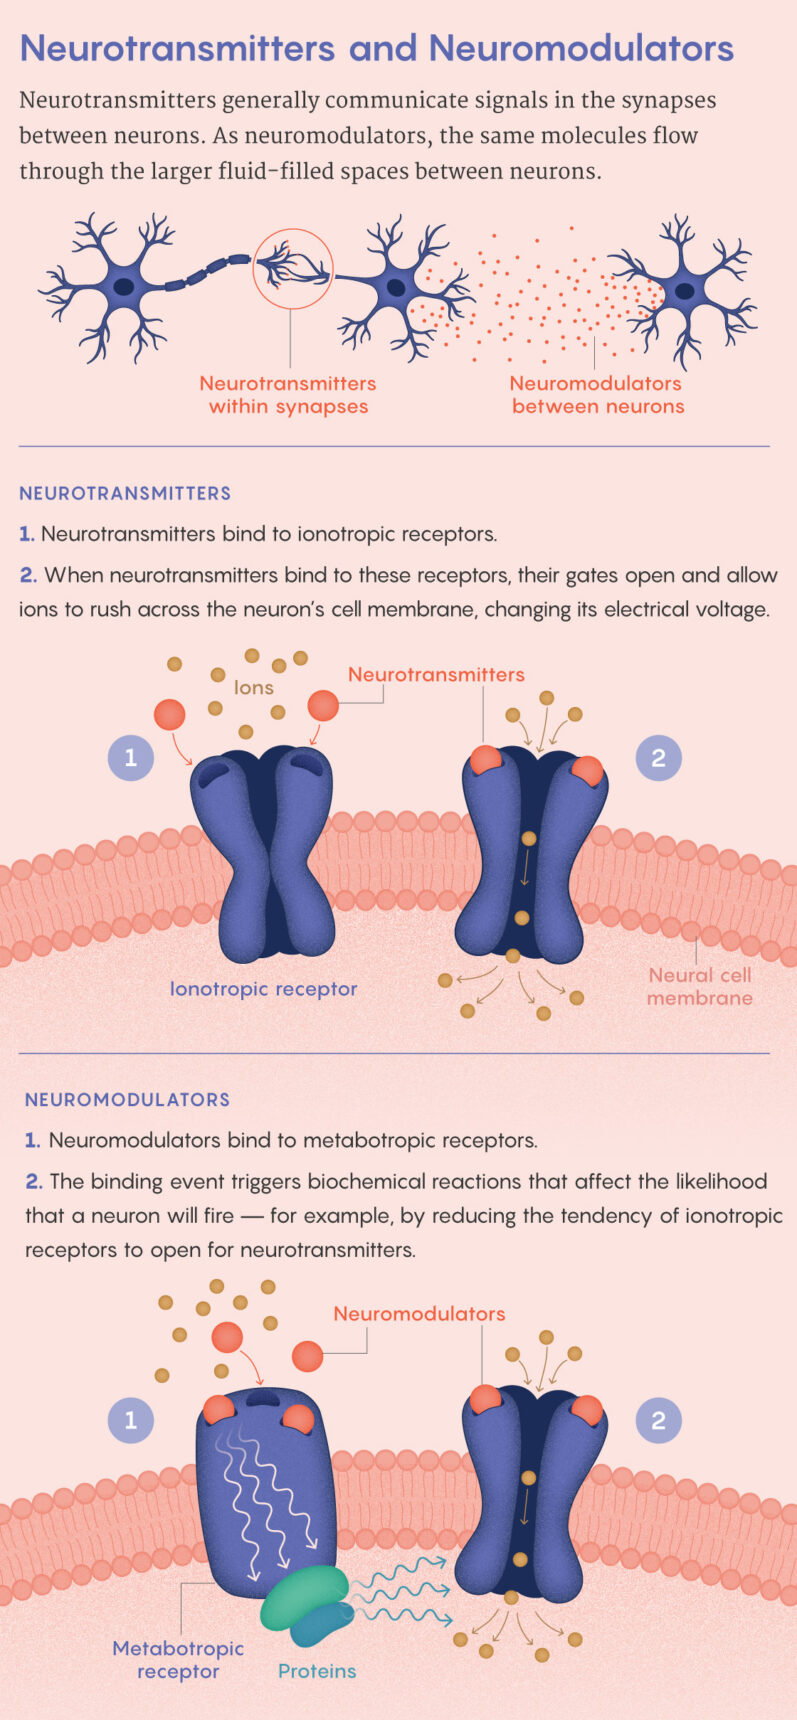 Neurotransmitters and Neuromodulators
Neurotransmitters generally communicate signals in the synapses
between neurons. As neuromodulators, the same molecules flow
through the larger fluid-filled spaces between neurons.
Neurotransmitters
within synapses
Neuromodulators
between neurons
NEUROTRANSMITTERS
1. Neurotransmitters bind to ionotropic receptors.
2. When neurotransmitters bind to these receptors, their gates open and allow
ions to rush across the neuron’s cell membrane, changing its electrical voltage.
Ions
Neurotransmitters
1
2
Ionotropic receptor
Neural cell
membrane
NEUROMODULATORS
1. Neuromodulators bind to metabotropic receptors.
2. The binding event triggers biochemical reactions that affect the likelihood
that a neuron will fire — for example, by reducing the tendency of ionotropic
receptors to open for neurotransmitters.
Neuromodulators
1
2
Metabotropic
receptor
Proteins